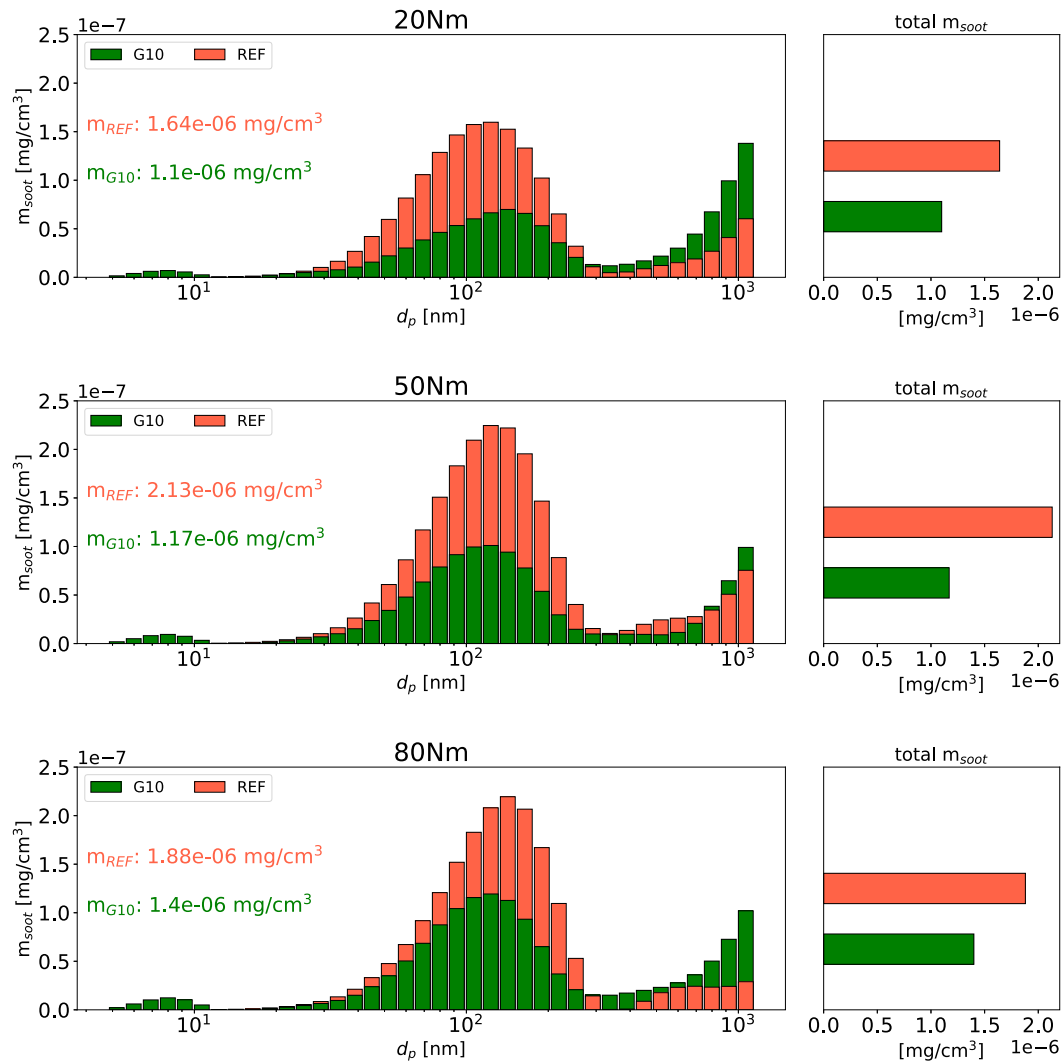 20Nm
1e−7
G10 REF
m_REF: 1.64e-06 mg/cm³
m_G10: 1.1e-06 mg/cm³
m_soot [mg/cm³]
2.5
2.0
1.5
1.0
0.5
0.0
10¹ 10² 10³
d_p [nm]
total m_soot
0.0 0.5 1.0 1.5 2.0
[mg/cm³] 1e−6
50Nm
1e−7
G10 REF
m_REF: 2.13e-06 mg/cm³
m_G10: 1.17e-06 mg/cm³
m_soot [mg/cm³]
2.5
2.0
1.5
1.0
0.5
0.0
10¹ 10² 10³
d_p [nm]
total m_soot
0.0 0.5 1.0 1.5 2.0
[mg/cm³] 1e−6
80Nm
1e−7
G10 REF
m_REF: 1.88e-06 mg/cm³
m_G10: 1.4e-06 mg/cm³
m_soot [mg/cm³]
2.5
2.0
1.5
1.0
0.5
0.0
10¹ 10² 10³
d_p [nm]
total m_soot
0.0 0.5 1.0 1.5 2.0
[mg/cm³] 1e−6